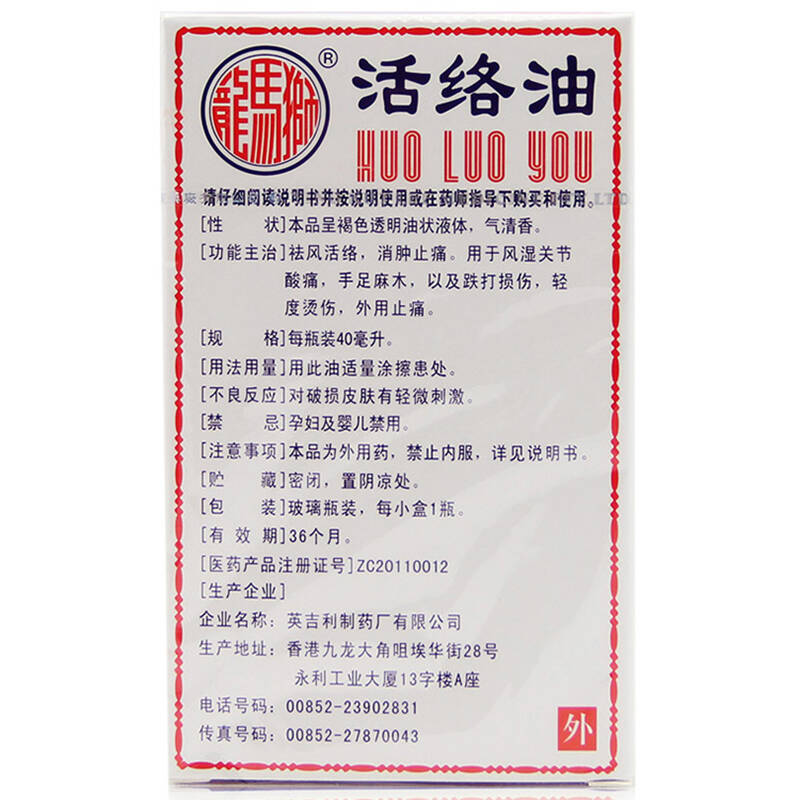 龍馬獅®
活络油
HUO LUO YOU
请仔细阅读说明书并按说明使用或在药师指导下购买和使用。
[性 状]本品呈褐色透明油状液体，气清香。
[功能主治]祛风活络，消肿止痛。用于风湿关节
酸痛，手足麻木，以及跌打损伤，轻
度烫伤，外用止痛。
[规 格]每瓶装40毫升。
[用法用量]用此油适量涂擦患处。
[不良反应]对破损皮肤有轻微刺激。
[禁 忌]孕妇及婴儿禁用。
[注意事项]本品为外用药，禁止内服，详见说明书。
[贮 藏]密闭，置阴凉处。
[包 装]玻璃瓶装，每小盒1瓶。
[有 效 期]36个月。
[医药产品注册证号]ZC20110012
[生产企业]
企业名称：英吉利制药厂有限公司
生产地址：香港九龙大角咀埃华街28号
永利工业大厦13字楼A座
电话号码：00852-23902831
传真号码：00852-27870043
外